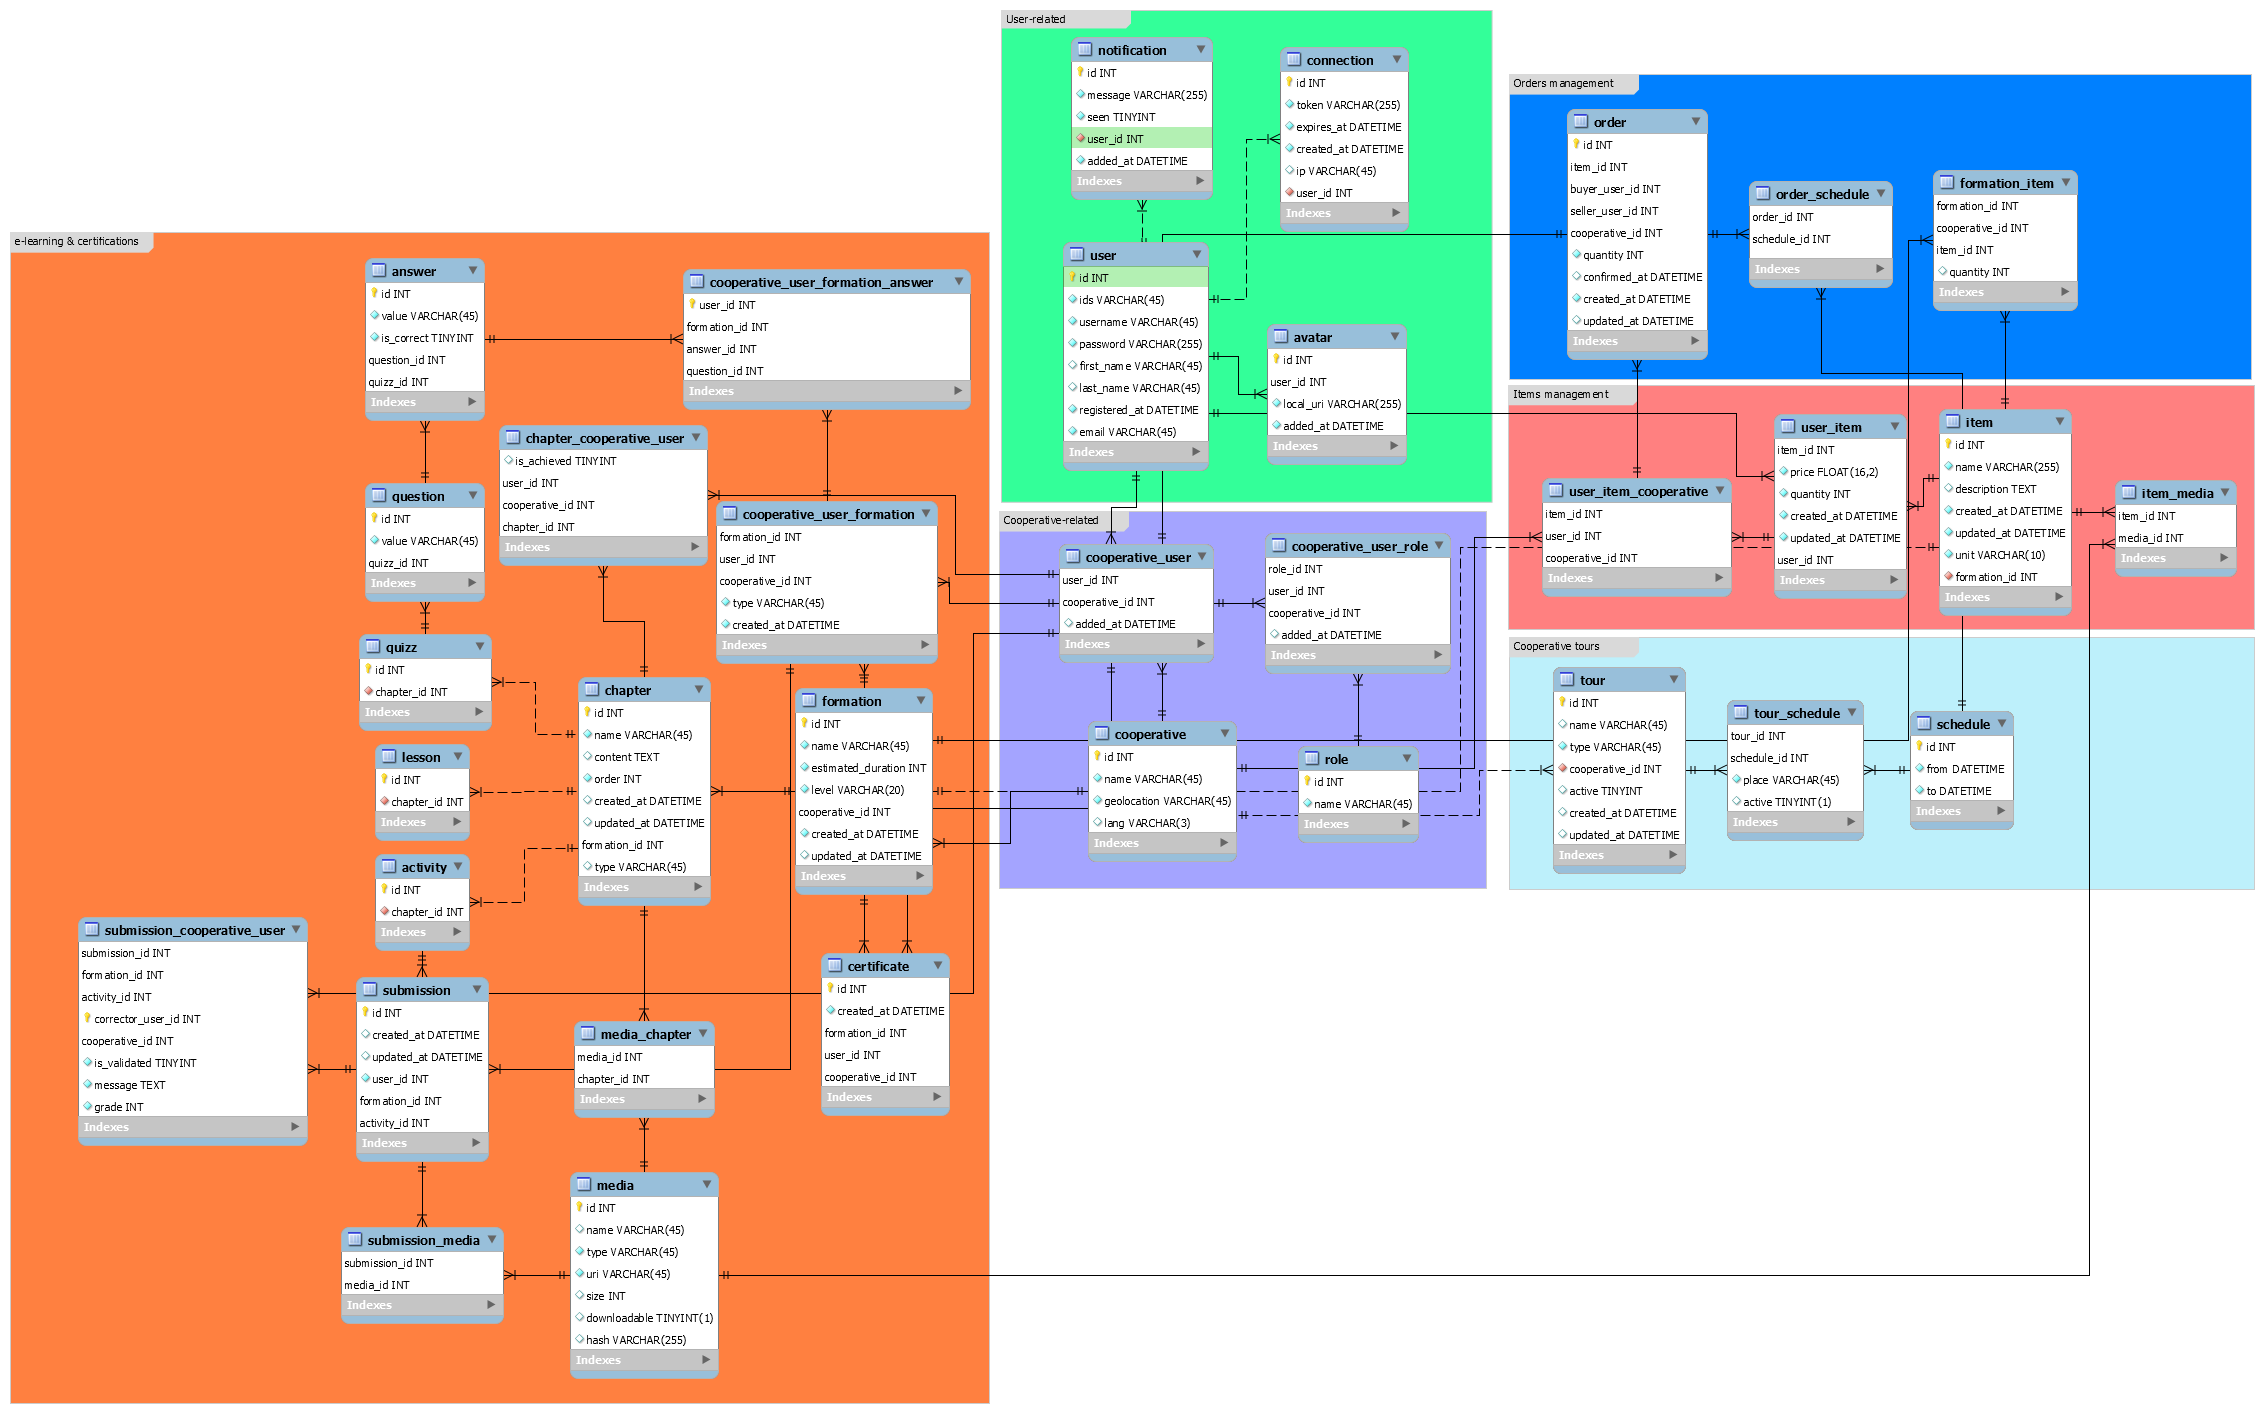 User-related
notification
id INT
message VARCHAR(255)
seen TINYINT
user_id INT
added_at DATETIME
Indexes
connection
id INT
token VARCHAR(255)
expires_at DATETIME
created_at DATETIME
ip VARCHAR(45)
user_id INT
Indexes
user
id INT
ids VARCHAR(45)
username VARCHAR(45)
password VARCHAR(255)
first_name VARCHAR(45)
last_name VARCHAR(45)
registered_at DATETIME
email VARCHAR(45)
Indexes
avatar
id INT
user_id INT
local_uri VARCHAR(255)
added_at DATETIME
Indexes
Orders management
order
id INT
item_id INT
buyer_user_id INT
seller_user_id INT
cooperative_id INT
quantity INT
confirmed_at DATETIME
created_at DATETIME
updated_at DATETIME
Indexes
order_schedule
order_id INT
schedule_id INT
Indexes
formation_item
formation_id INT
cooperative_id INT
item_id INT
quantity INT
Indexes
e-learning & certifications
answer
id INT
value VARCHAR(45)
is_correct TINYINT
question_id INT
quizz_id INT
Indexes
cooperative_user_formation_answer
user_id INT
formation_id INT
answer_id INT
question_id INT
Indexes
chapter_cooperative_user
is_achieved TINYINT
user_id INT
cooperative_id INT
chapter_id INT
Indexes
question
id INT
value VARCHAR(45)
quizz_id INT
Indexes
cooperative_user_formation
formation_id INT
user_id INT
cooperative_id INT
type VARCHAR(45)
created_at DATETIME
Indexes
quizz
id INT
chapter_id INT
Indexes
chapter
id INT
name VARCHAR(45)
content TEXT
order INT
created_at DATETIME
updated_at DATETIME
formation_id INT
type VARCHAR(45)
Indexes
formation
id INT
name VARCHAR(45)
estimated_duration INT
level VARCHAR(20)
cooperative_id INT
created_at DATETIME
updated_at DATETIME
Indexes
lesson
id INT
chapter_id INT
Indexes
activity
id INT
chapter_id INT
Indexes
submission_cooperative_user
submission_id INT
formation_id INT
activity_id INT
corrector_user_id INT
cooperative_id INT
is_validated TINYINT
message TEXT
grade INT
Indexes
submission
id INT
created_at DATETIME
updated_at DATETIME
user_id INT
formation_id INT
activity_id INT
Indexes
certificate
id INT
created_at DATETIME
formation_id INT
user_id INT
cooperative_id INT
Indexes
media_chapter
media_id INT
chapter_id INT
Indexes
media
id INT
name VARCHAR(45)
type VARCHAR(45)
uri VARCHAR(45)
size INT
downloadable TINYINT(1)
hash VARCHAR(255)
Indexes
submission_media
submission_id INT
media_id INT
Indexes
Cooperative-related
cooperative_user
user_id INT
cooperative_id INT
added_at DATETIME
Indexes
cooperative_user_role
role_id INT
user_id INT
cooperative_id INT
added_at DATETIME
Indexes
cooperative
id INT
name VARCHAR(45)
geolocation VARCHAR(45)
lang VARCHAR(3)
Indexes
role
id INT
name VARCHAR(45)
Indexes
Items management
user_item_cooperative
item_id INT
user_id INT
cooperative_id INT
Indexes
user_item
item_id INT
price FLOAT(16,2)
quantity INT
created_at DATETIME
updated_at DATETIME
user_id INT
Indexes
item
id INT
name VARCHAR(255)
description TEXT
created_at DATETIME
updated_at DATETIME
unit VARCHAR(10)
formation_id INT
Indexes
item_media
item_id INT
media_id INT
Indexes
Cooperative tours
tour
id INT
name VARCHAR(45)
type VARCHAR(45)
cooperative_id INT
active TINYINT
created_at DATETIME
updated_at DATETIME
Indexes
tour_schedule
tour_id INT
schedule_id INT
place VARCHAR(45)
active TINYINT(1)
Indexes
schedule
id INT
from DATETIME
to DATETIME
Indexes